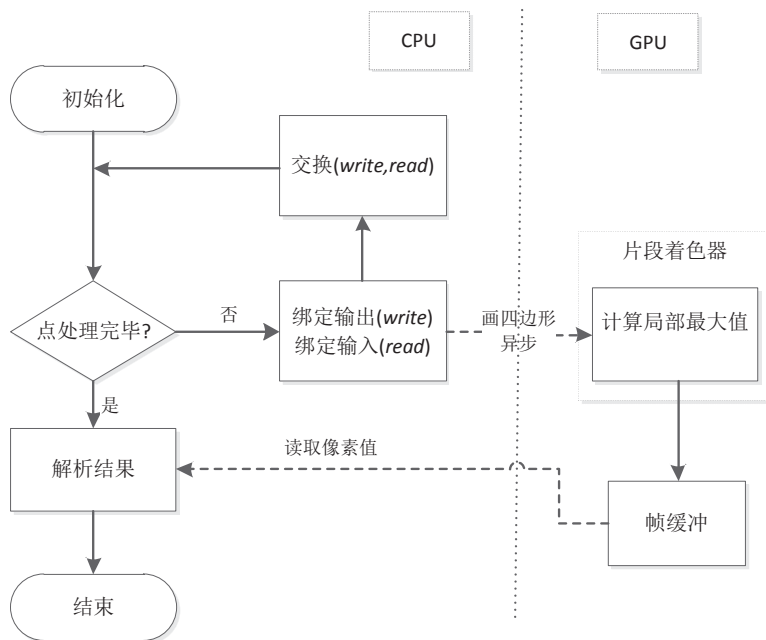 CPU
GPU
初始化
交换(write,read)
片段着色器
点处理完毕?
否
绑定输出(write)
绑定输入(read)
画四边形
异步
计算局部最大值
是
解析结果
读取像素值
帧缓冲
结束